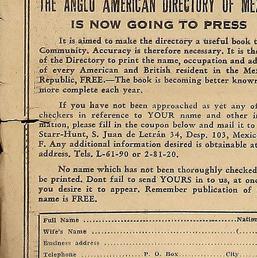 THE ANGLO AMERICAN DIRECTORY OF ME
IS NOW GOING TO PRESS
It is aimed to make the directory a useful book t
Community. Accuracy is therefore necessary. It is the
of the Directory to print the name, occupation and ad
of every American and British resident in the Mex
Republic, FREE.—The book is becoming better known
more complete each year.
If you have not been approached as yet any of
checkers in reference to YOUR name and other in
mation, please fill in the coupon below and mail it to
Starr-Hunt, S. Juan de Letrán 34, Desp. 103, Mexic
F. Any additional information desired is obtainable at
address, Tels, L-61-90 or 2-81-20.
No name which has not been thoroughly checked
be printed. Dont fail to send YOURS in to us, at on
you desire it to appear. Remember publication of
name is FREE.
Full Name Nation
Wife's Name (
Business address
Telephone P. O. Box City